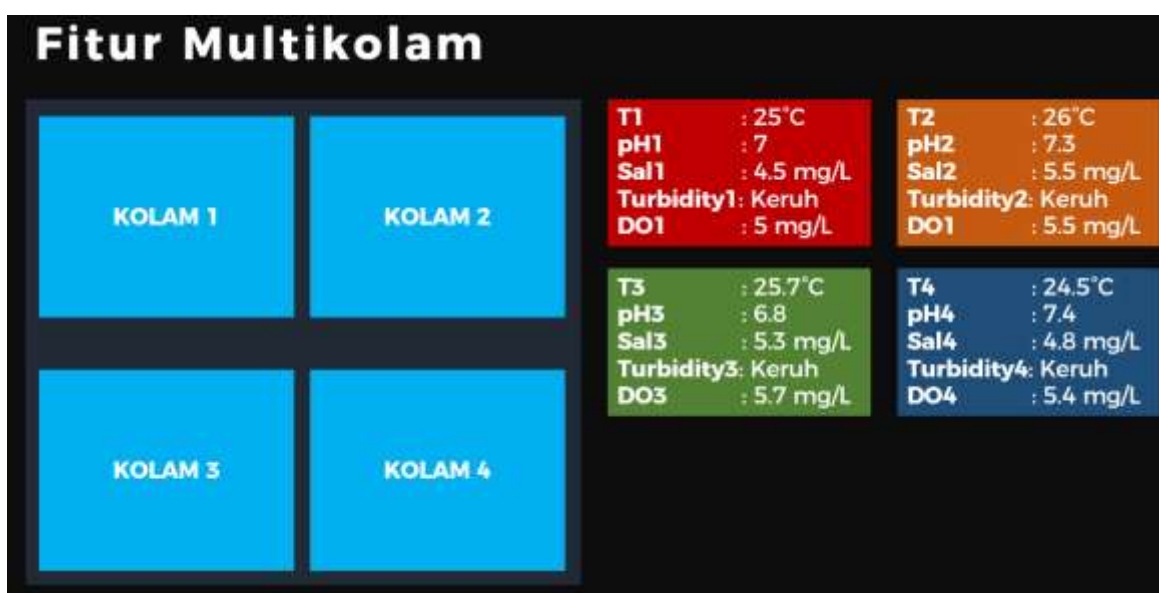 Fitur Multikolam
KOLAM 1
KOLAM 2
KOLAM 3
KOLAM 4
T1 : 25°C
pH1 : 7
Sal1 : 4.5 mg/L
Turbidity1: Keruh
DO1 : 5 mg/L
T2 : 26°C
pH2 : 7.3
Sal2 : 5.5 mg/L
Turbidity2: Keruh
DO1 : 5.5 mg/L
T3 : 25.7°C
pH3 : 6.8
Sal3 : 5.3 mg/L
Turbidity3: Keruh
DO3 : 5.7 mg/L
T4 : 24.5°C
pH4 : 7.4
Sal4 : 4.8 mg/L
Turbidity4: Keruh
DO4 : 5.4 mg/L